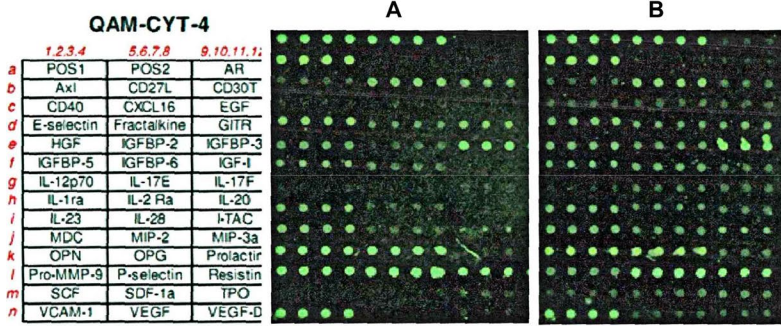 QAM-CYT-4
A
B
1.2.3.4 5.6.7.8 9.10.11.12
a POS1 POS2 AR
b Axl CD27L CD30T
c CD40 CXCL16 EGF
d E-selectin Fractalkine GITR
e HGF IGFBP-2 IGFBP-3
f IGFBP-5 IGFBP-6 IGF-I
g IL-12p70 IL-17E IL-17F
h IL-1ra IL-2 Ra IL-20
i IL-23 IL-28 I-TAC
j MDC MIP-2 MIP-3a
k OPN OPG Prolactin
l Pro-MMP-9 P-selectin Resistin
m SCF SDF-1a TPO
n VCAM-1 VEGF VEGF-D